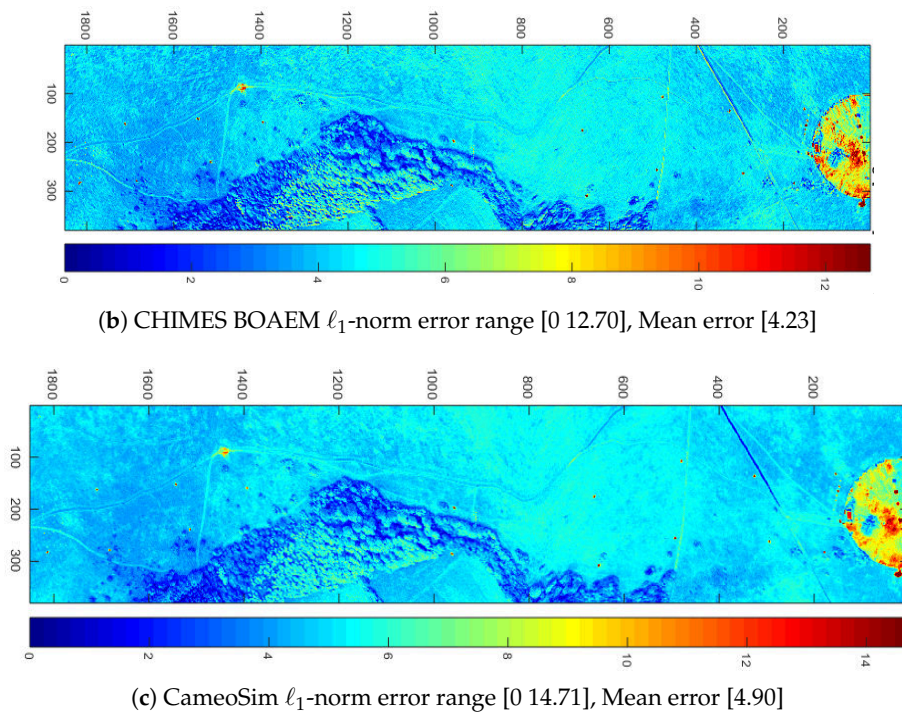 1800 1600 1400 1200 1000 800 600 400 200
100
200
300
0 2 4 6 8 10 12
(b) CHIMES BOAEM ℓ1-norm error range [0 12.70], Mean error [4.23]
1800 1600 1400 1200 1000 800 600 400 200
100
200
300
0 2 4 6 8 10 12 14
(c) CameoSim ℓ1-norm error range [0 14.71], Mean error [4.90]